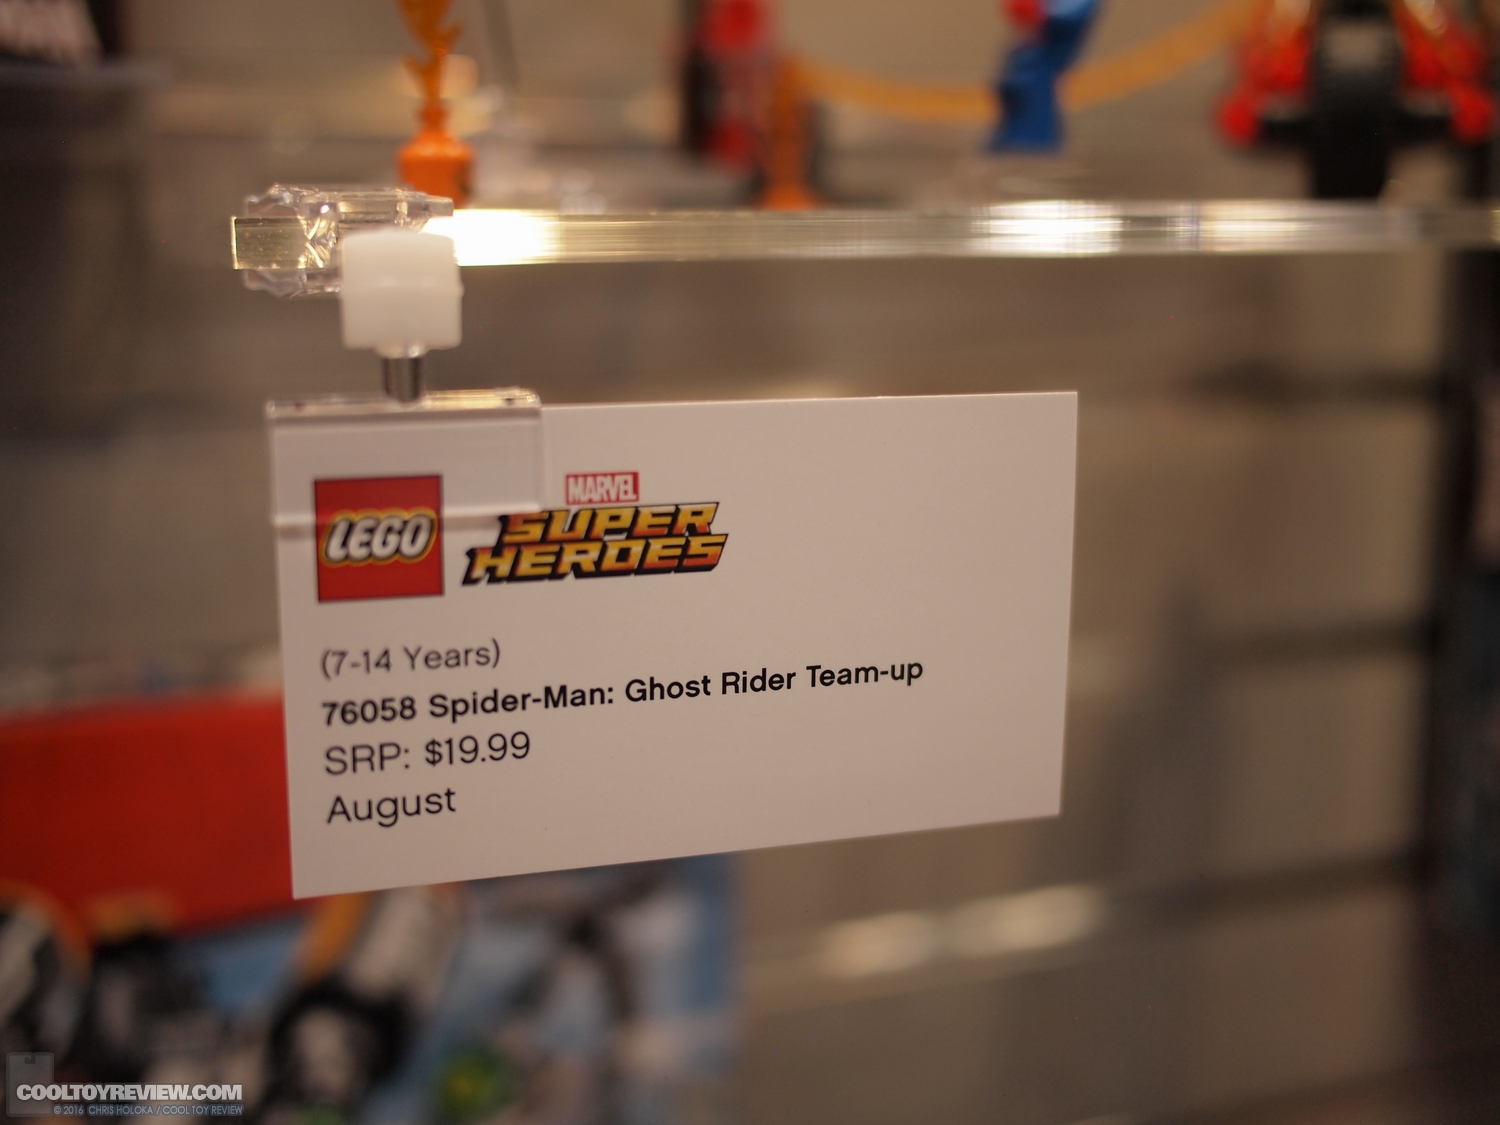 LEGO
MARVEL
SUPER
HEROES
(7-14 Years)
76058 Spider-Man: Ghost Rider Team-up
SRP: $19.99
August
COOLTOYREVIEW.COM
© 2016 CHRIS HOLOKA / COOL TOY REVIEW